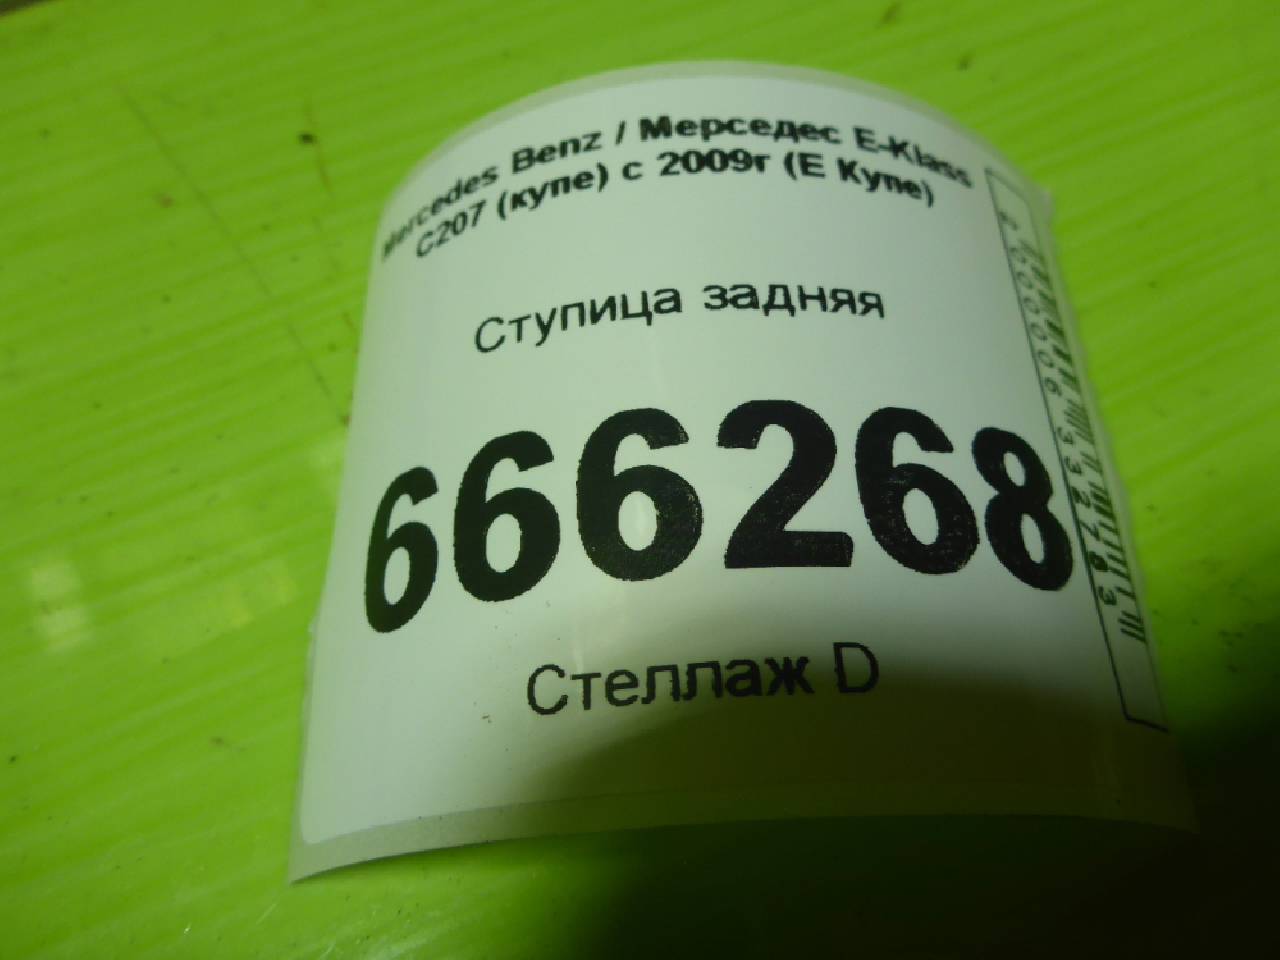 Mercedes Benz / Мерседес E-Klass
C207 (купе) с 2009г (Е Купе)
Ступица задняя
666268
Стеллаж D